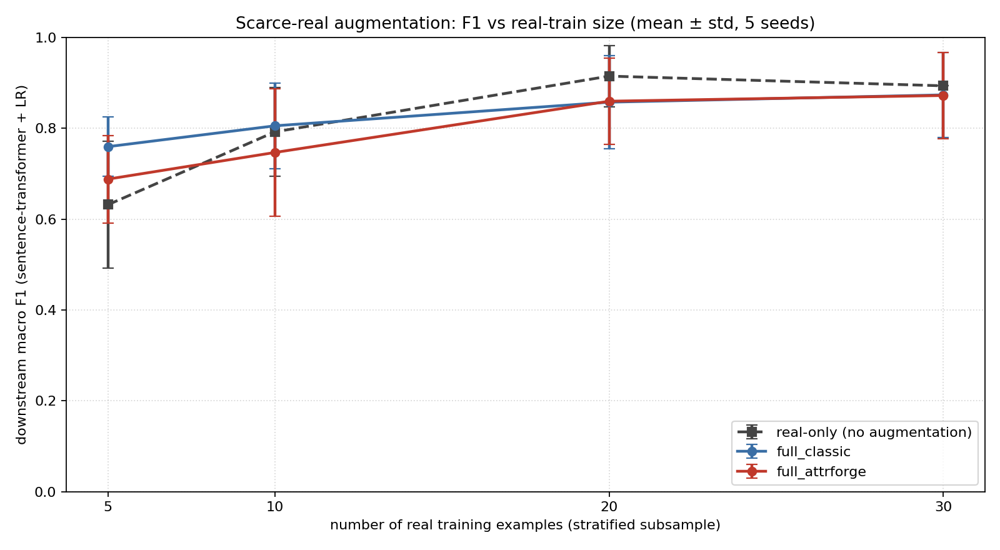 Scarce-real augmentation: F1 vs real-train size (mean ± std, 5 seeds)
downstream macro F1 (sentence-transformer + LR)
1.0
0.8
0.6
0.4
0.2
0.0
5 10 20 30
number of real training examples (stratified subsample)
real-only (no augmentation)
full_classic
full_attrforge